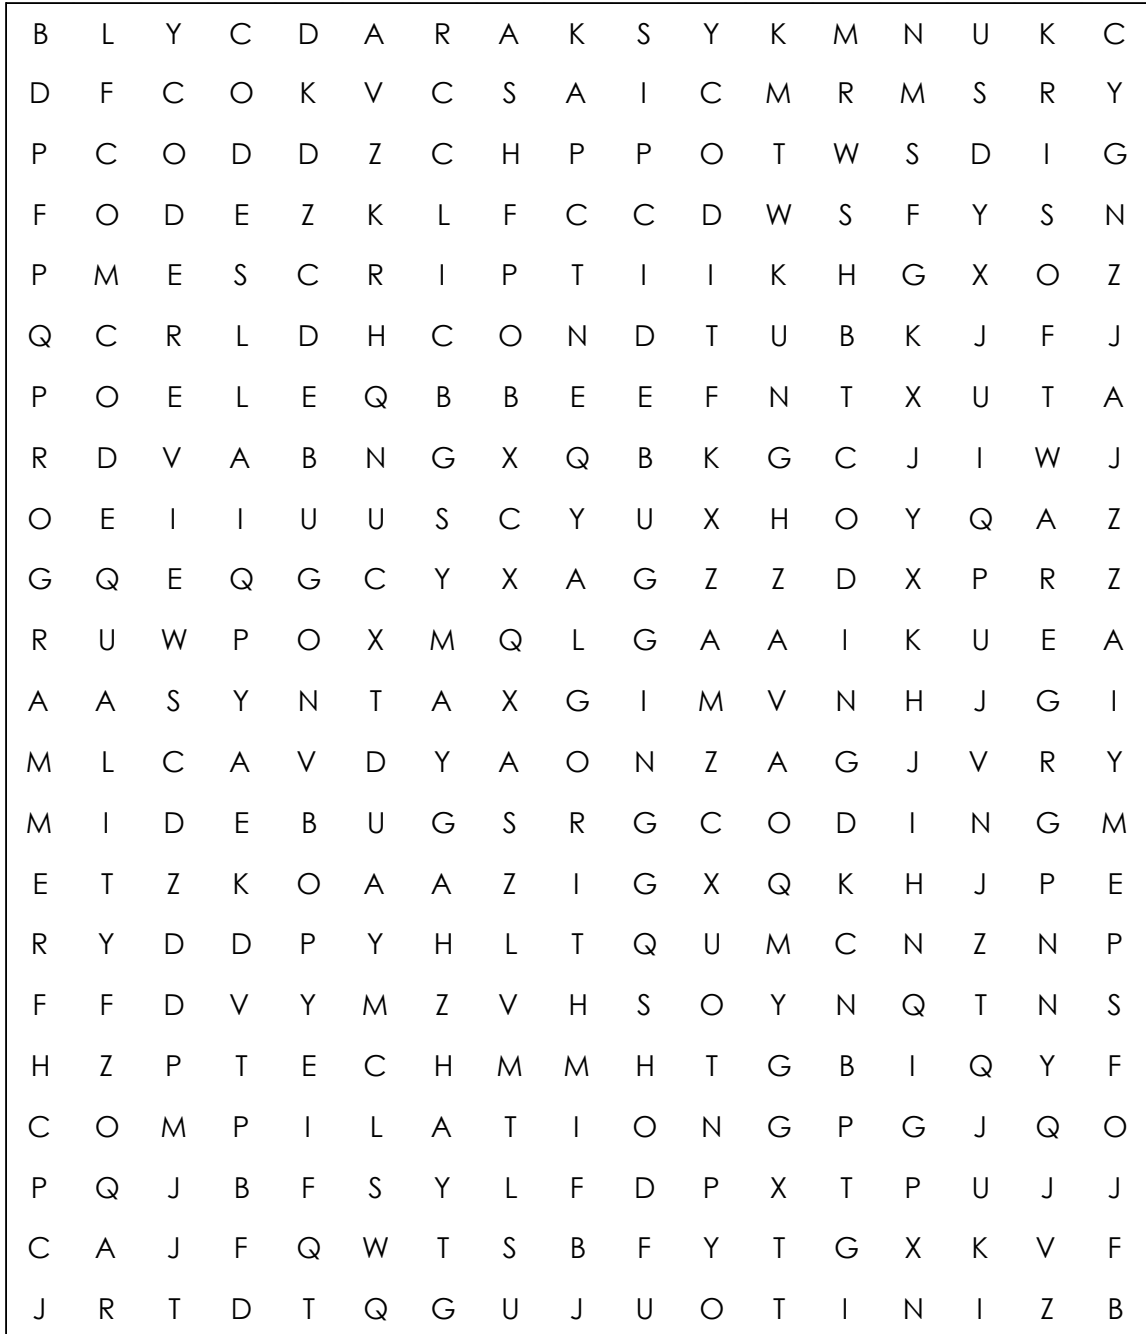 B L Y C D A R A K S Y K M N U K C
D F C O K V C S A I C M R M S R Y
P C O D D Z C H P P O T W S D I G
F O D E Z K L F C C D W S F Y S N
P M E S C R I P T I I K H G X O Z
Q C R L D H C O N D T U B K J F J
P O E L E Q B B E E F N T X U T A
R D V A B N G X Q B K G C J I W J
O E I I U U S C Y U X H O Y Q A Z
G Q E Q G C Y X A G Z Z D X P R Z
R U W P O X M Q L G A A I K U E A
A A S Y N T A X G I M V N H J G I
M L C A V D Y A O N Z A G J V R Y
M I D E B U G S R G C O D I N G M
E T Z K O A A Z I G X Q K H J P E
R Y D D P Y H L T Q U M C N Z N P
F F D V Y M Z V H S O Y N Q T N S
H Z P T E C H M M H T G B I Q Y F
C O M P I L A T I O N G P G J Q O
P Q J B F S Y L F D P X T P U J J
C A J F Q W T S B F Y T G X K V F
J R T D T Q G U J U O T I N I Z B